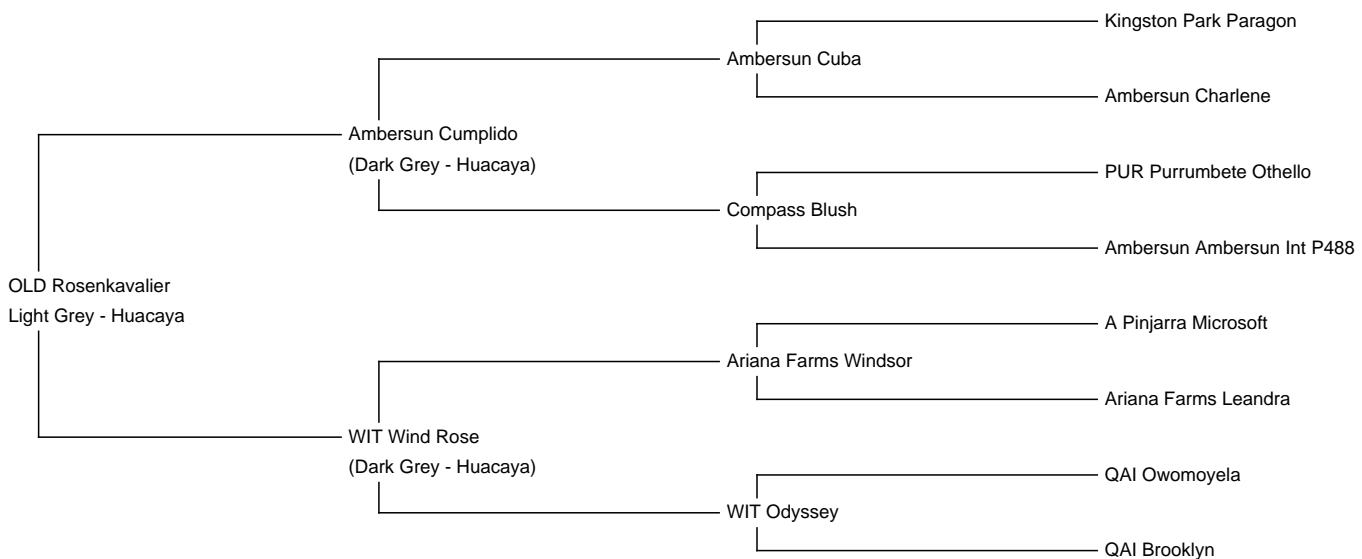 Kingston Park Paragon
Ambersun Cuba
Ambersun Charlene
Ambersun Cumplido
(Dark Grey - Huacaya)
PUR Purrumbete Othello
Compass Blush
Ambersun Ambersun Int P488
OLD Rosenkavalier
Light Grey - Huacaya
A Pinjarra Microsoft
Ariana Farms Windsor
Ariana Farms Leandra
WIT Wind Rose
(Dark Grey - Huacaya)
QAI Owomoyela
WIT Odyssey
QAI Brooklyn